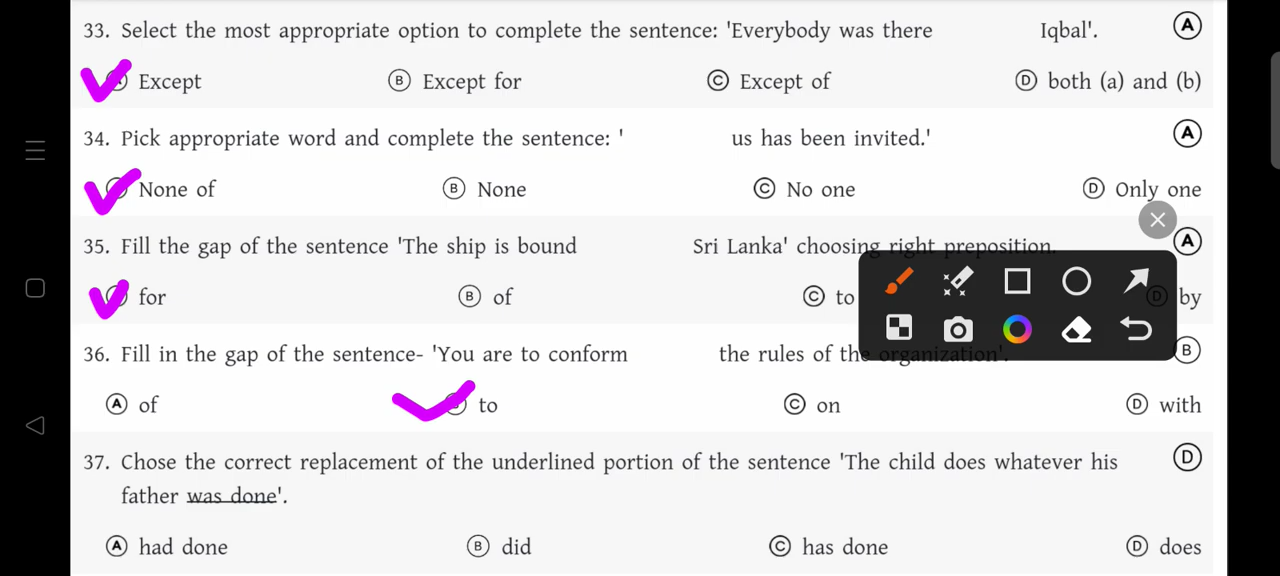 33. Select the most appropriate option to complete the sentence: 'Everybody was there Iqbal'. A
Except B Except for C Except of D both (a) and (b)
34. Pick appropriate word and complete the sentence: ' us has been invited.' A
None of B None C No one D Only one
35. Fill the gap of the sentence 'The ship is bound Sri Lanka' choosing right preposition. A
for B of C to D by
36. Fill in the gap of the sentence- 'You are to conform the rules of the organization'. B
A of B to C on D with
37. Chose the correct replacement of the underlined portion of the sentence 'The child does whatever his D
father was done'.
A had done B did C has done D does